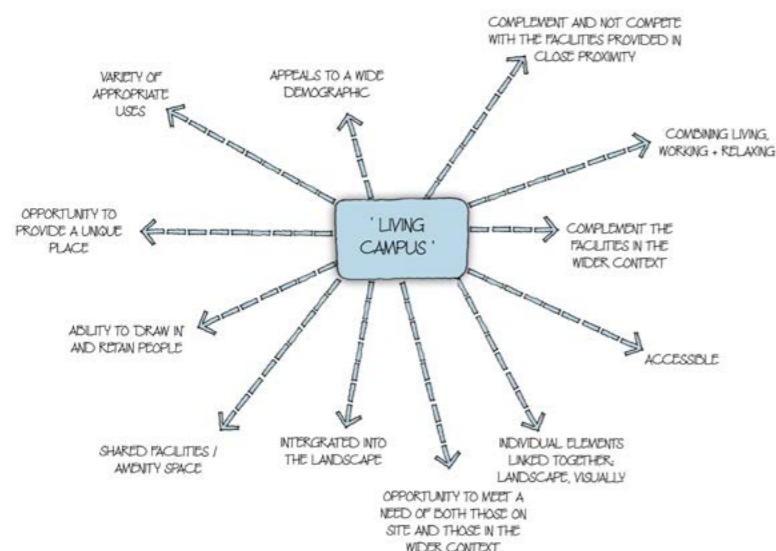 COMPLEMENT AND NOT COMPETE
WITH THE FACILITIES PROVIDED IN
CLOSE PROXIMITY
VARIETY OF
APPROPRIATE
USES
APPEALS TO A WIDE
DEMOGRAPHIC
COMBINING LIVING,
WORKING + RELAXING
OPPORTUNITY TO
PROVIDE A UNIQUE
PLACE
' LIVING
CAMPUS '
COMPLEMENT THE
FACILITIES IN THE
WIDER CONTEXT
ABILITY TO 'DRAW IN'
AND RETAIN PEOPLE
ACCESSIBLE
SHARED FACILITIES /
AMENITY SPACE
INTERGRATED INTO
THE LANDSCAPE
INDIVIDUAL ELEMENTS
LINKED TOGETHER;
LANDSCAPE, VISUALLY
OPPORTUNITY TO MEET A
NEED OF BOTH THOSE ON
SITE AND THOSE IN THE
WIDER CONTEXT